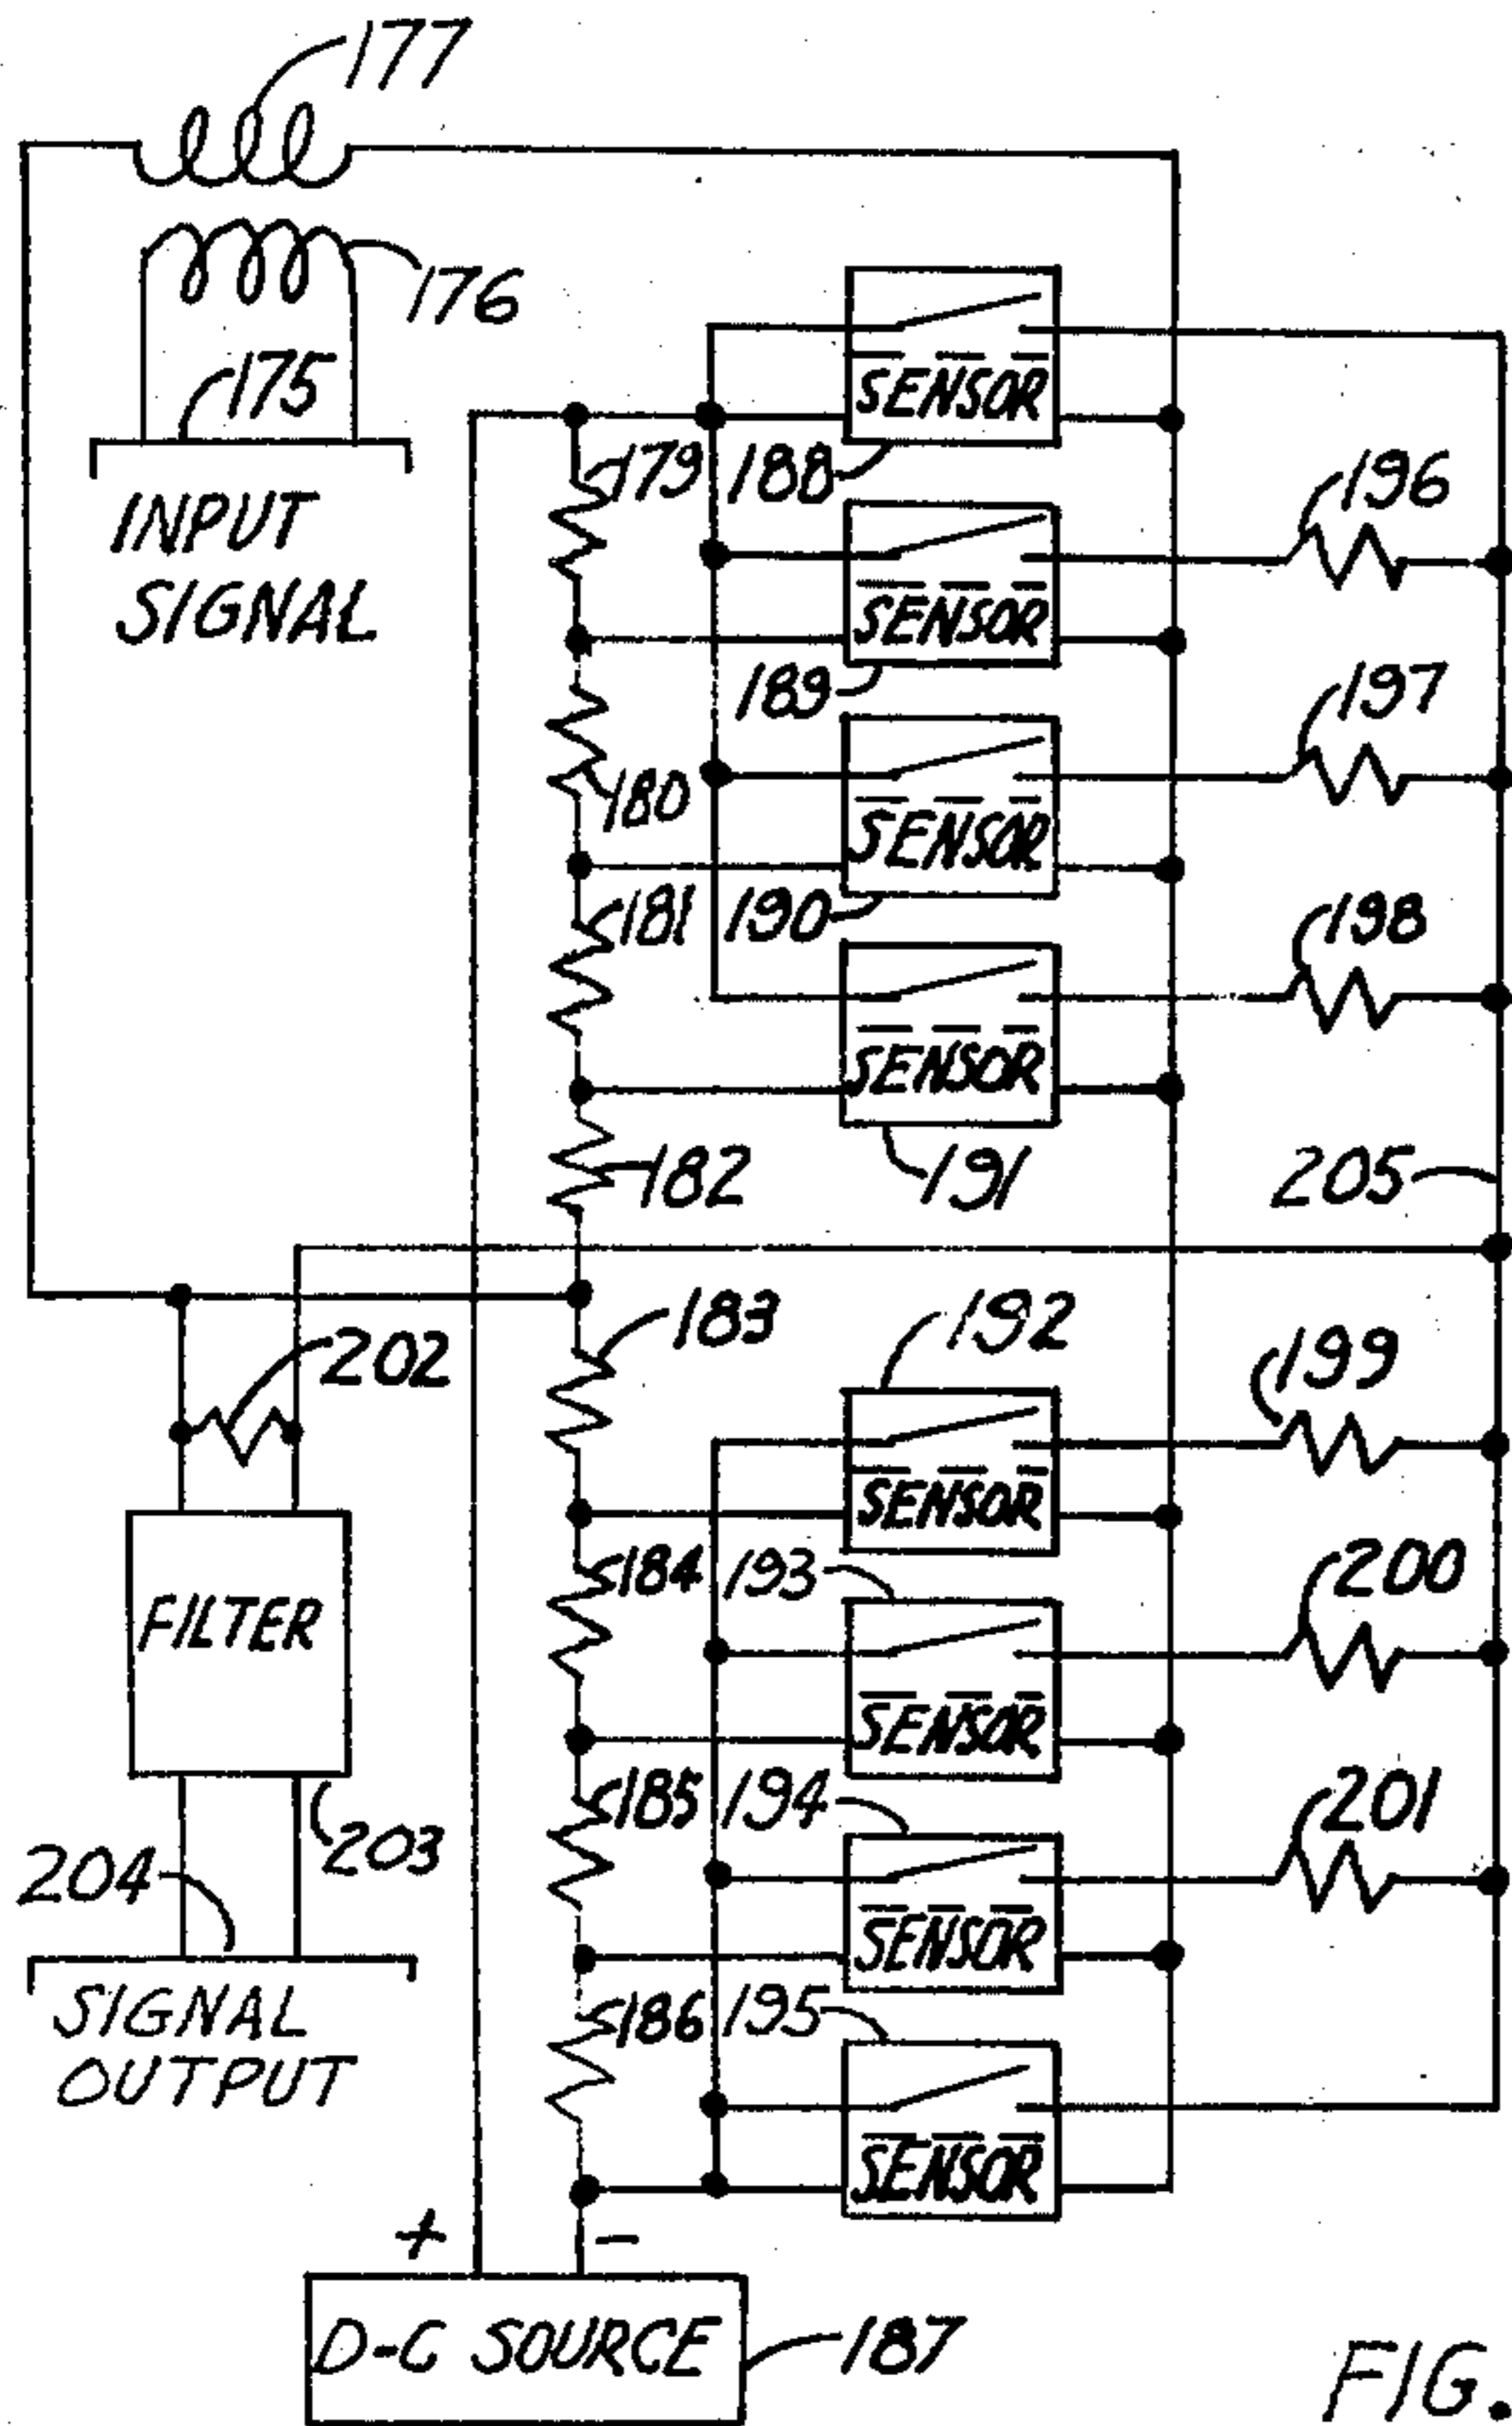 177
176
175
INPUT
SIGNAL
SENSOR
179 188
196
SENSOR
189
197
180
SENSOR
181 190
198
SENSOR
182
191
205
183
192
202
199
SENSOR
184 193
200
FILTER
SENSOR
185 194
201
203
204
SENSOR
SIGNAL
OUTPUT
186 195
SENSOR
+ −
D-C SOURCE
187
FIG.